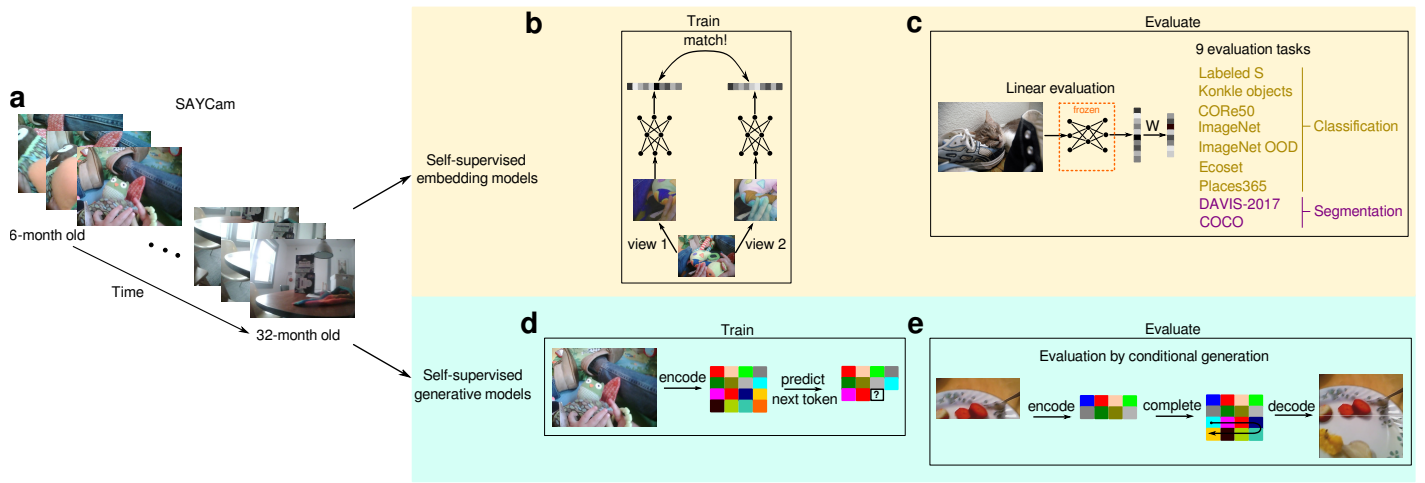 a
SAYCam
6-month old
Time
32-month old
Self-supervised
embedding models
Self-supervised
generative models
b
Train
match!
view 1
view 2
c
Evaluate
9 evaluation tasks
Linear evaluation
frozen
W
Labeled S
Konkle objects
CORe50
ImageNet
ImageNet OOD
Ecoset
Places365
DAVIS-2017
COCO
Classification
Segmentation
d
Train
encode
predict
next token
?
e
Evaluate
Evaluation by conditional generation
encode
complete
decode